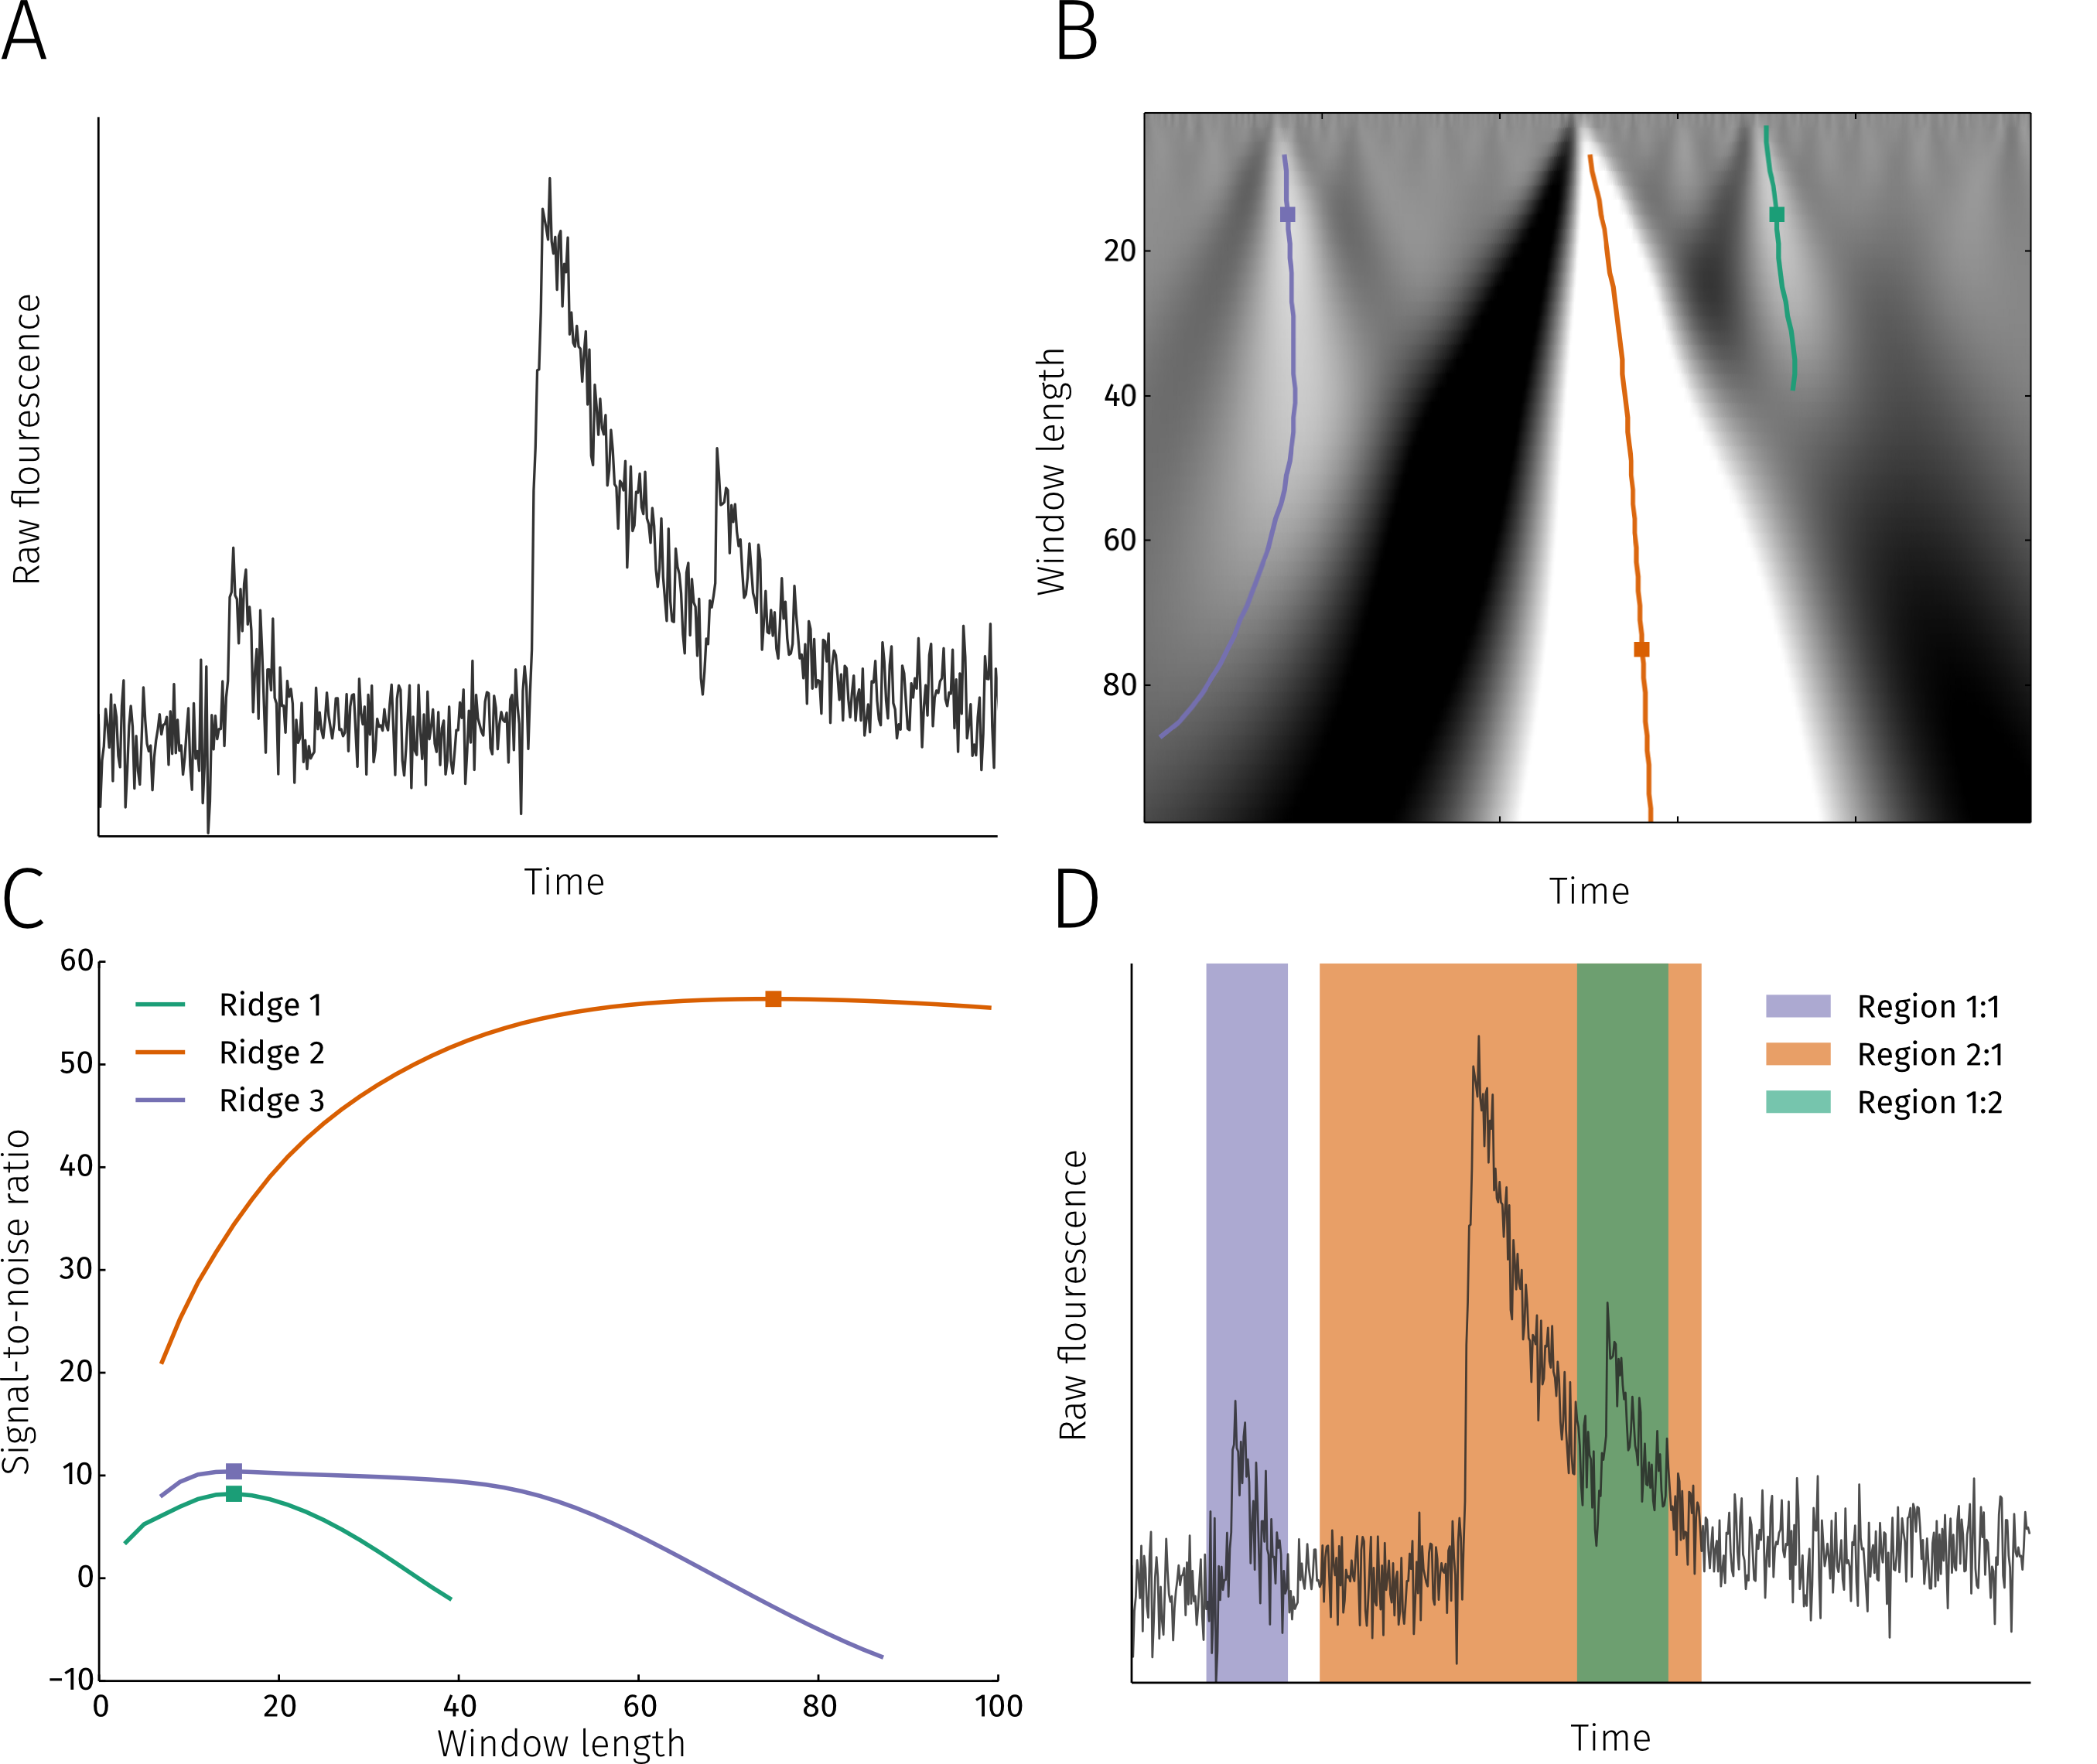 A
Raw flourescence
Time
B
Window length
20
40
60
80
Time
C
Signal-to-noise ratio
60
50
40
30
20
10
0
−10
Ridge 1
Ridge 2
Ridge 3
0 20 40 60 80 100
Window length
D
Raw flourescence
Region 1:1
Region 2:1
Region 1:2
Time